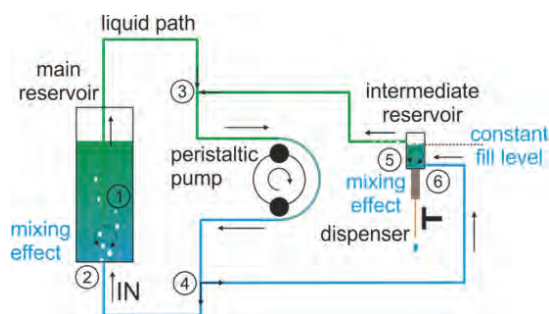 liquid path
main
reservoir
3
intermediate
reservoir
constant
fill level
peristaltic
pump
5
6
1
mixing
effect
mixing
effect
dispenser
2
IN
4